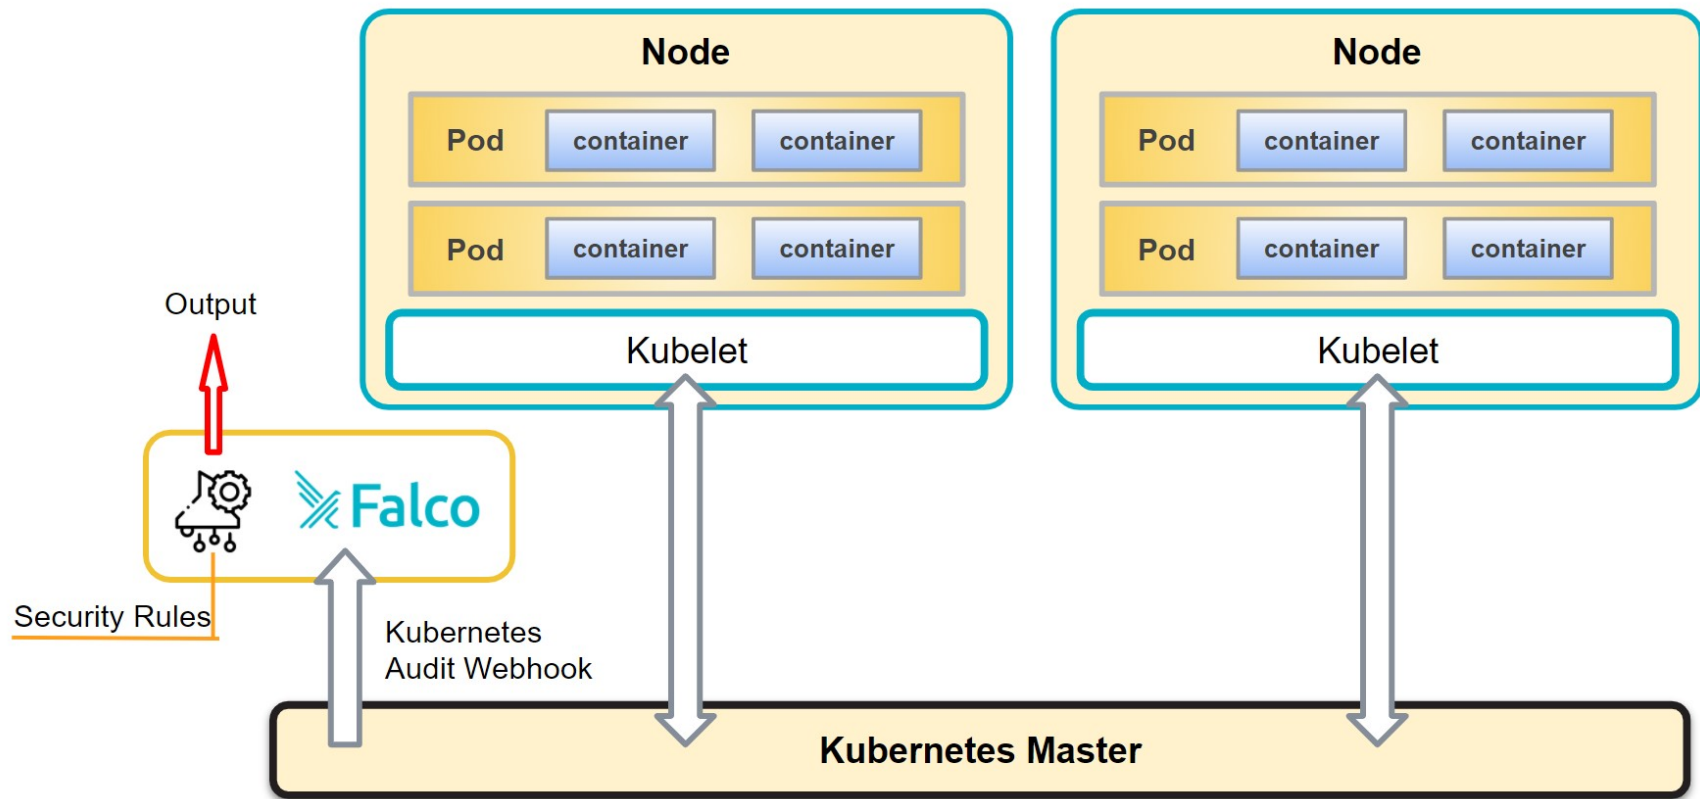 Node
Pod container container
Pod container container
Kubelet
Node
Pod container container
Pod container container
Kubelet
Output
Falco
Security Rules
Kubernetes
Audit Webhook
Kubernetes Master